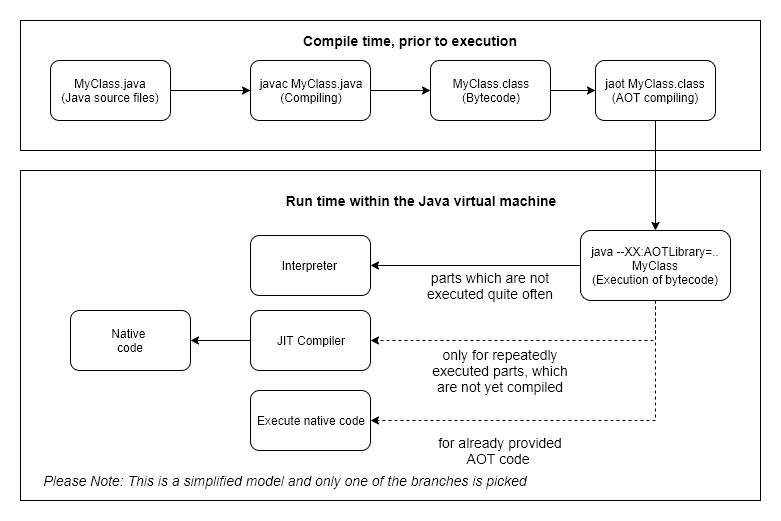 Compile time, prior to execution
MyClass.java
(Java source files)
javac MyClass.java
(Compiling)
MyClass.class
(Bytecode)
jaot MyClass.class
(AOT compiling)
Run time within the Java virtual machine
java --XX:AOTLibrary=..
MyClass
(Execution of bytecode)
Interpreter
parts which are not
executed quite often
Native
code
JIT Compiler
only for repeatedly
executed parts, which
are not yet compiled
Execute native code
for already provided
AOT code
Please Note: This is a simplified model and only one of the branches is picked